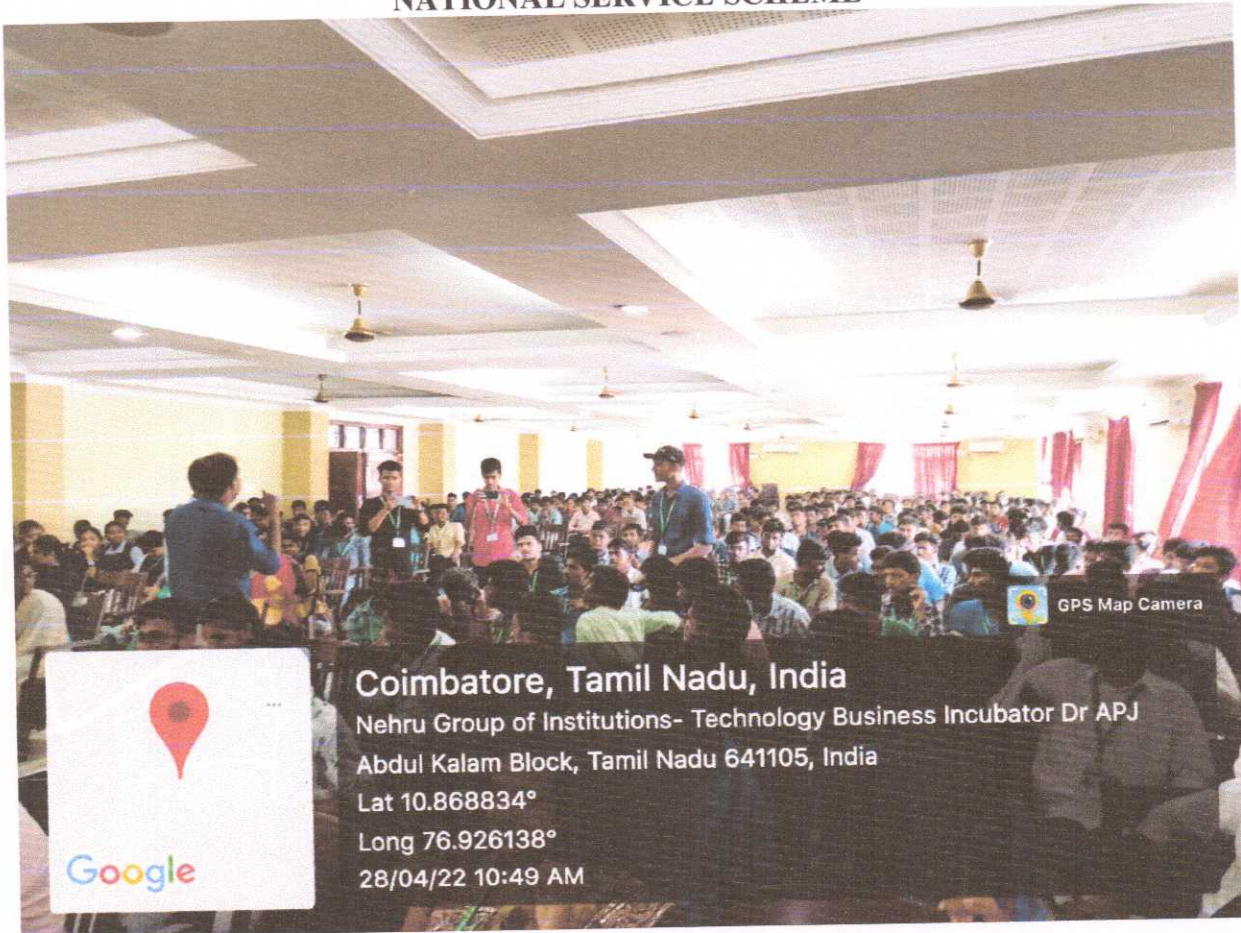 NATIONAL SERVICE SCHEME
GPS Map Camera
Coimbatore, Tamil Nadu, India
Nehru Group of Institutions- Technology Business Incubator Dr APJ
Abdul Kalam Block, Tamil Nadu 641105, India
Lat 10.868834°
Long 76.926138°
28/04/22 10:49 AM
Google